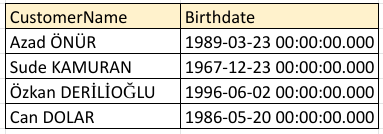 CustomerName Birthdate
Azad ÖNÜR 1989-03-23 00:00:00.000
Sude KAMURAN 1967-12-23 00:00:00.000
Özkan DERİLİOĞLU 1996-06-02 00:00:00.000
Can DOLAR 1986-05-20 00:00:00.000